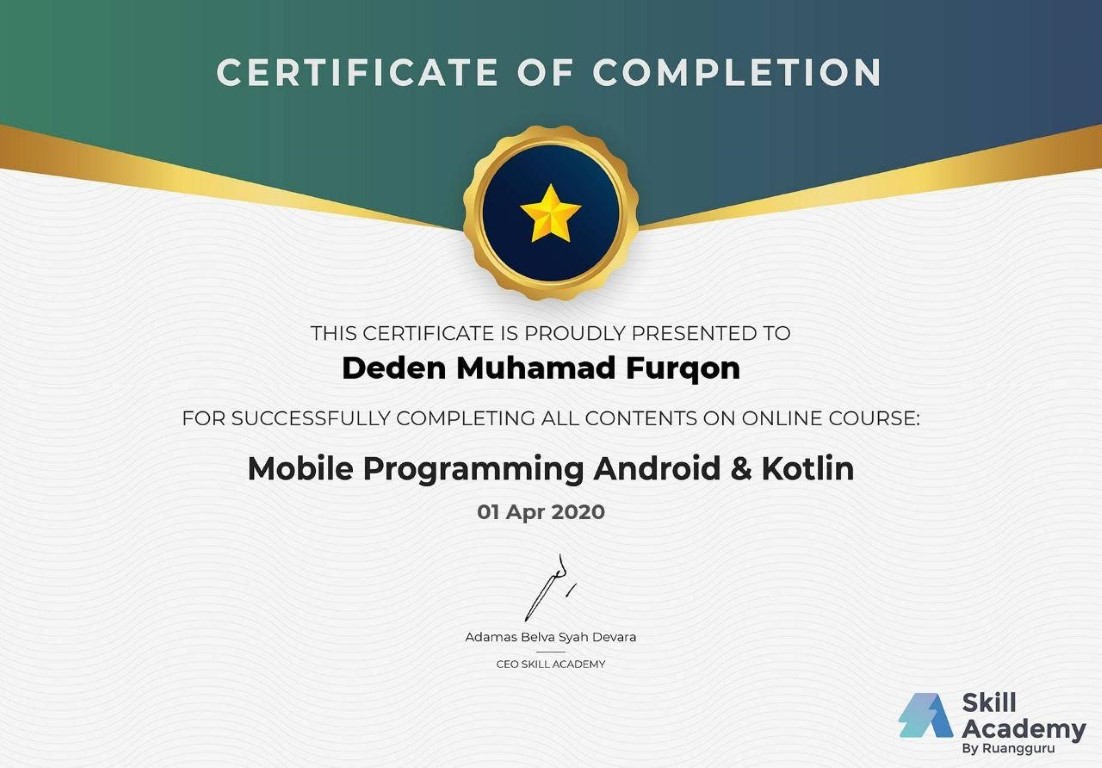 CERTIFICATE OF COMPLETION
THIS CERTIFICATE IS PROUDLY PRESENTED TO
Deden Muhamad Furqon
FOR SUCCESSFULLY COMPLETING ALL CONTENTS ON ONLINE COURSE:
Mobile Programming Android & Kotlin
01 Apr 2020
Adamas Belva Syah Devara
CEO SKILL ACADEMY
Skill
Academy
By Ruangguru